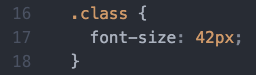 16 .class {
17   font-size: 42px;
18 }